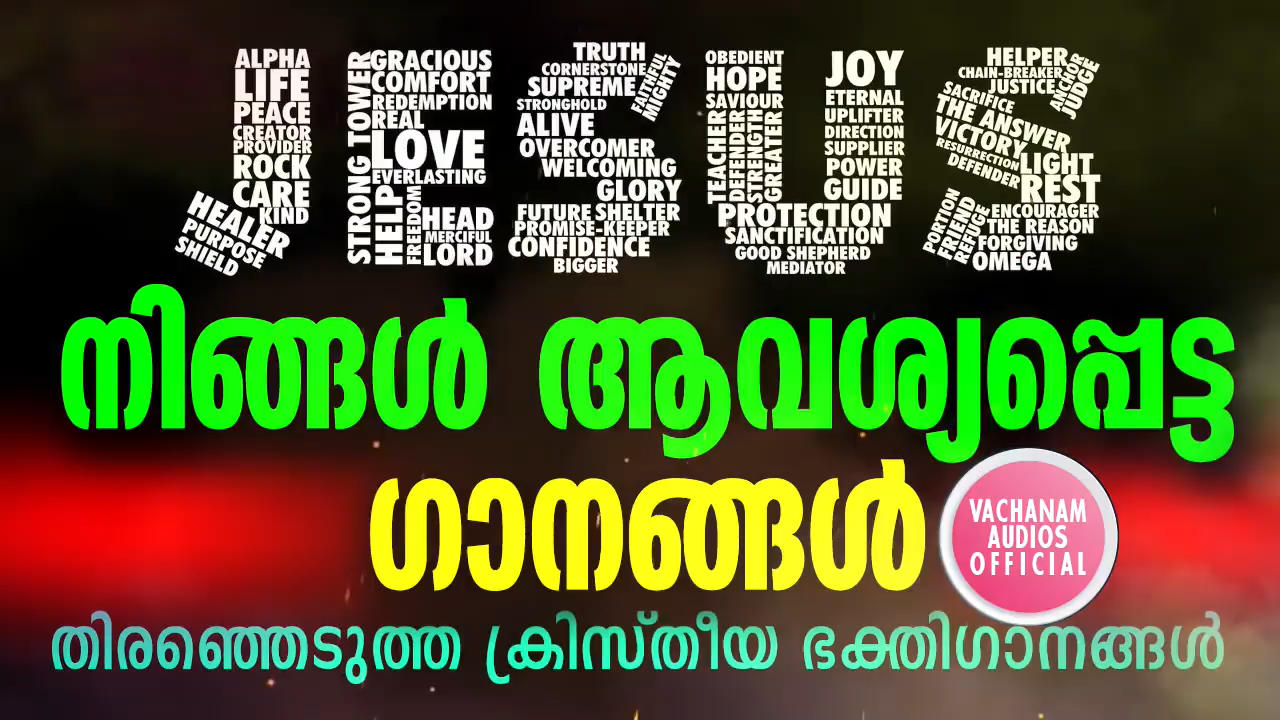 ALPHA
LIFE
PEACE
CREATOR
PROVIDER
ROCK
CARE
KIND
HEALER
PURPOSE
SHIELD
STRONG TOWER
GRACIOUS
COMFORT
REDEMPTION
REAL
LOVE
EVERLASTING
HELP
FREEDOM
HEAD
MERCIFUL
LORD
TRUTH
CORNERSTONE
SUPREME
FAITHFUL
MIGHTY
STRONGHOLD
ALIVE
OVERCOMER
WELCOMING
GLORY
FUTURE SHELTER
PROMISE-KEEPER
CONFIDENCE
BIGGER
OBEDIENT
HOPE
SAVIOUR
TEACHER
DEFENDER
STRENGTH
GREATER
JOY
ETERNAL
UPLIFTER
DIRECTION
SUPPLIER
POWER
GUIDE
PROTECTION
SANCTIFICATION
GOOD SHEPHERD
MEDIATOR
HELPER
CHAIN-BREAKER
JUSTICE
ANCHOR
JUDGE
SACRIFICE
THE ANSWER
VICTORY
RESURRECTION
DEFENDER
LIGHT
REST
PORTION
FRIEND
REFUGE
ENCOURAGER
THE REASON
FORGIVING
OMEGA
നിങ്ങൾ ആവശ്യപ്പെട്ട
ഗാനങ്ങൾ
VACHANAM
AUDIOS
OFFICIAL
തിരഞ്ഞെടുത്ത ക്രിസ്തീയ ഭക്തിഗാനങ്ങൾ